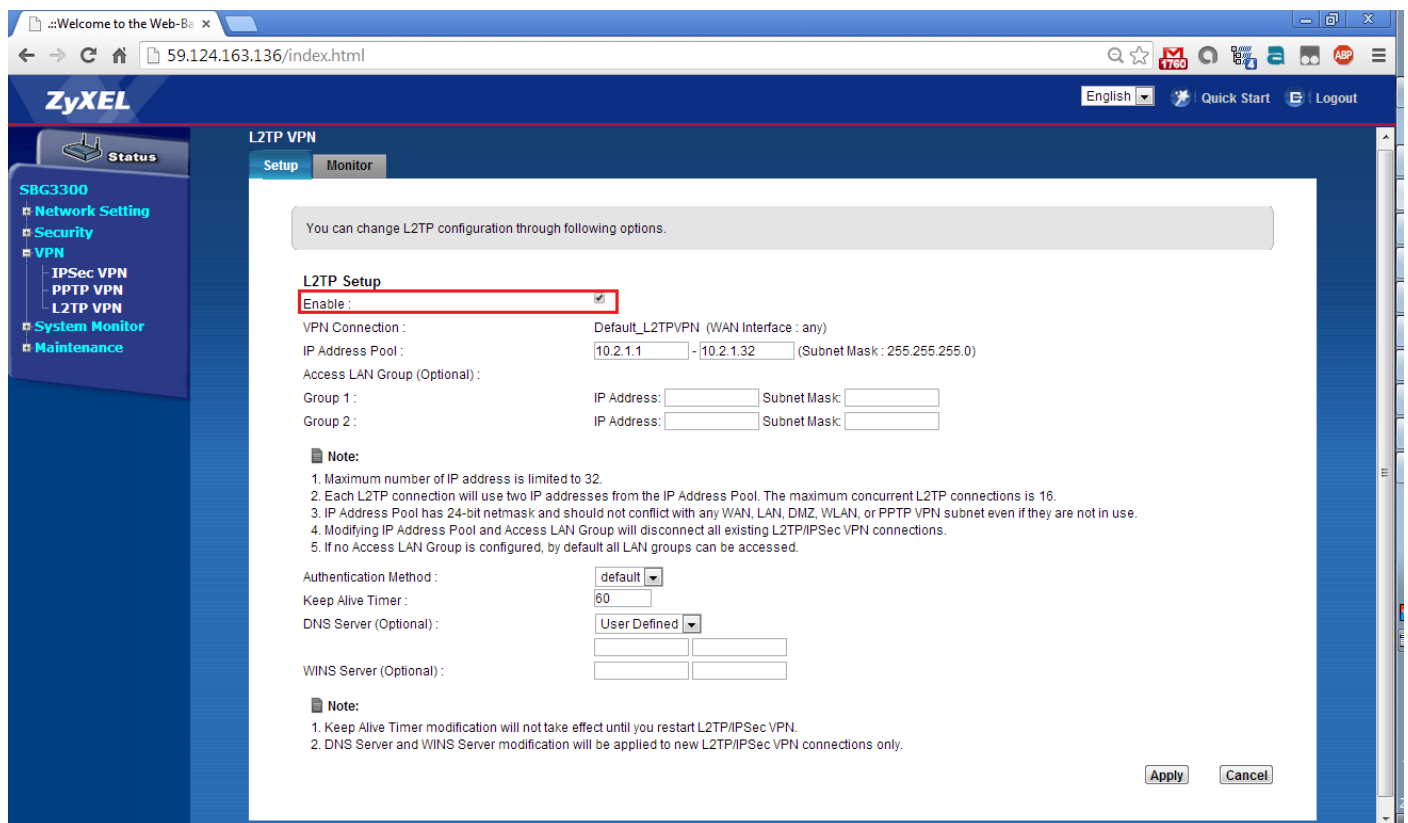 .::Welcome to the Web-Ba
59.124.163.136/index.html
1760
4
a
ABP
ZyXEL
English
Quick Start
Logout
Status
SBG3300
Network Setting
Security
VPN
IPSec VPN
PPTP VPN
L2TP VPN
System Monitor
Maintenance
L2TP VPN
Setup Monitor
You can change L2TP configuration through following options.
L2TP Setup
Enable :
VPN Connection : Default_L2TPVPN (WAN Interface : any)
IP Address Pool : 10.2.1.1 - 10.2.1.32 (Subnet Mask : 255.255.255.0)
Access LAN Group (Optional) :
Group 1 : IP Address: Subnet Mask:
Group 2 : IP Address: Subnet Mask:
Note:
1. Maximum number of IP address is limited to 32.
2. Each L2TP connection will use two IP addresses from the IP Address Pool. The maximum concurrent L2TP connections is 16.
3. IP Address Pool has 24-bit netmask and should not conflict with any WAN, LAN, DMZ, WLAN, or PPTP VPN subnet even if they are not in use.
4. Modifying IP Address Pool and Access LAN Group will disconnect all existing L2TP/IPSec VPN connections.
5. If no Access LAN Group is configured, by default all LAN groups can be accessed.
Authentication Method : default
Keep Alive Timer : 60
DNS Server (Optional) : User Defined
WINS Server (Optional) :
Note:
1. Keep Alive Timer modification will not take effect until you restart L2TP/IPSec VPN.
2. DNS Server and WINS Server modification will be applied to new L2TP/IPSec VPN connections only.
Apply Cancel